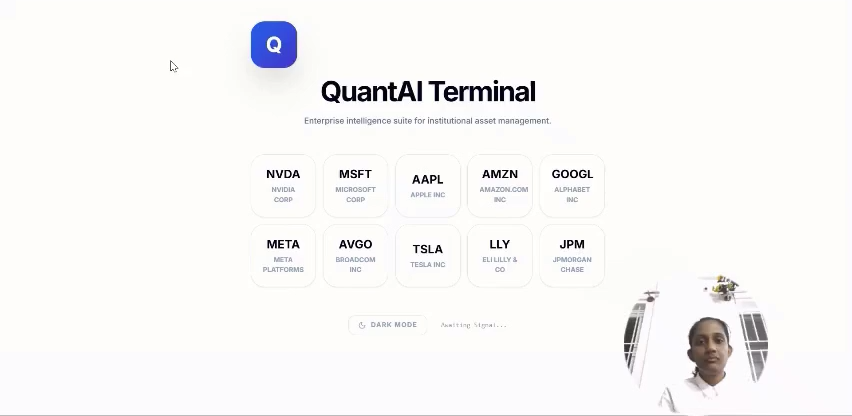 Q
QuantAI Terminal
Enterprise intelligence suite for institutional asset management.
NVDA
NVIDIA
CORP
MSFT
MICROSOFT
CORP
AAPL
APPLE INC
AMZN
AMAZON.COM
INC
GOOGL
ALPHABET
INC
META
META
PLATFORMS
AVGO
BROADCOM
INC
TSLA
TESLA INC
LLY
ELI LILLY &
CO
JPM
JPMORGAN
CHASE
DARK MODE
Awaiting Signal...